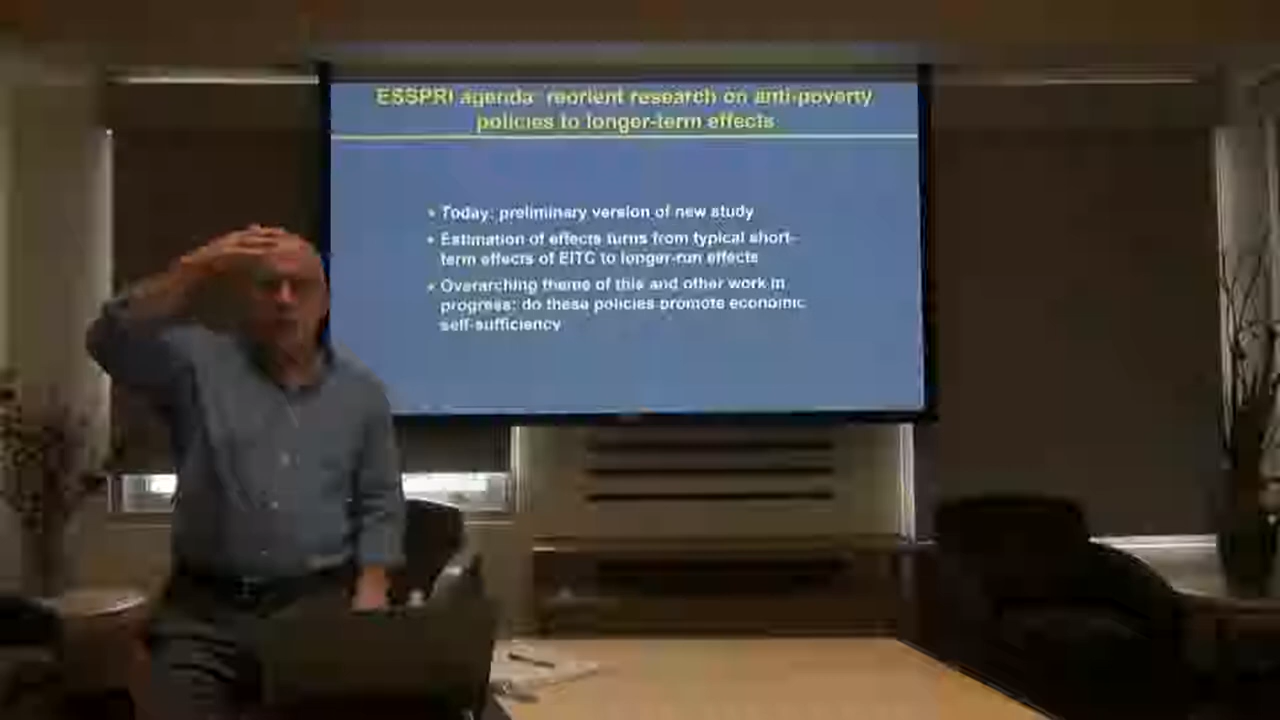 ESSPRI agenda: reorient research on anti-poverty
policies to longer-term effects
• Today: preliminary version of new study
• Estimation of effects turns from typical short-
term effects of EITC to longer-run effects
• Overarching theme of this and other work in
progress: do these policies promote economic
self-sufficiency